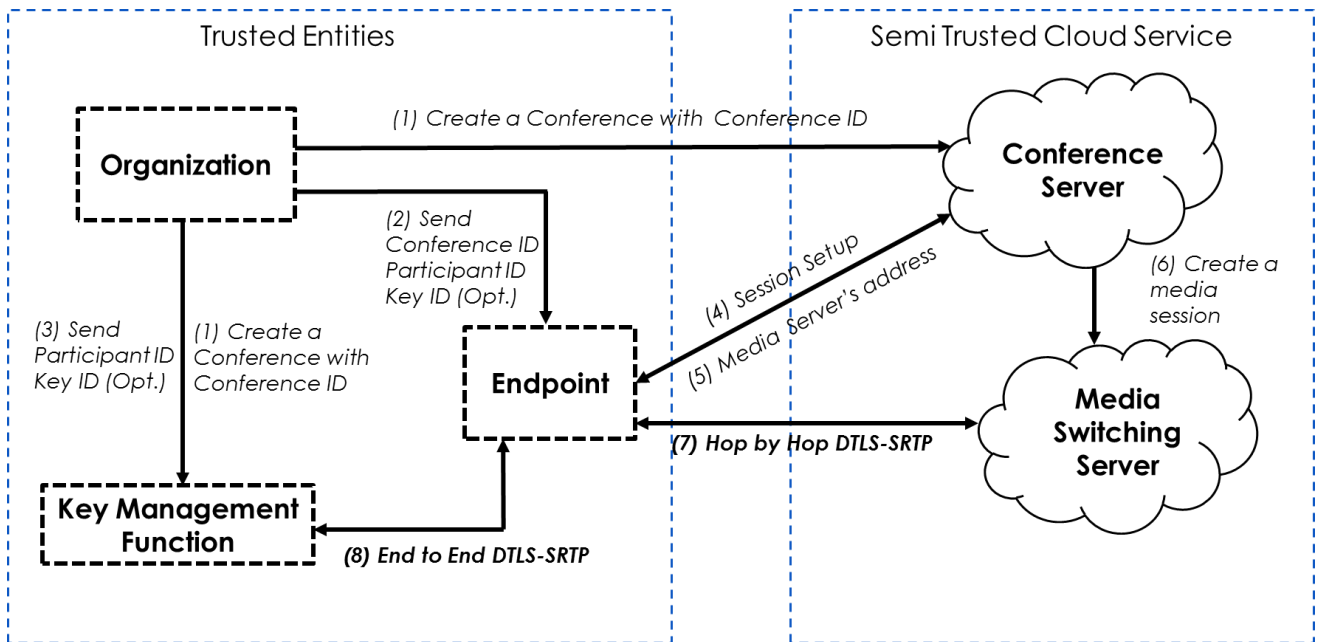 Trusted Entities
Semi Trusted Cloud Service
(1) Create a Conference with Conference ID
Organization
Conference
Server
(2) Send
Conference ID
Participant ID
Key ID (Opt.)
(4) Session Setup
(5) Media Server's address
(6) Create a
media
session
(3) Send
Participant ID
Key ID (Opt.)
(1) Create a
Conference with
Conference ID
Endpoint
Media
Switching
Server
(7) Hop by Hop DTLS-SRTP
Key Management
Function
(8) End to End DTLS-SRTP